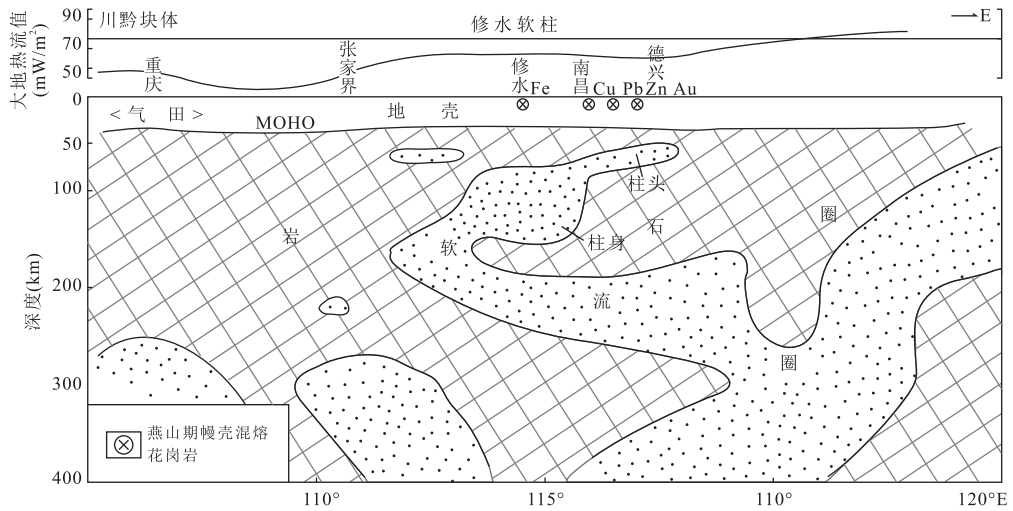 大地热流值
(mW/m²)
90
70
50
川黔块体
修水软柱
E
重庆
张家界
修水
南昌
德兴
Fe
Cu
Pb
Zn
Au
0
50
100
200
300
400
深度(km)
<气 田>
MOHO
地 壳
柱头
柱身
岩
石
圈
软
流
圈
燕山期幔壳混熔
花岗岩
110°
115°
110°
120°E